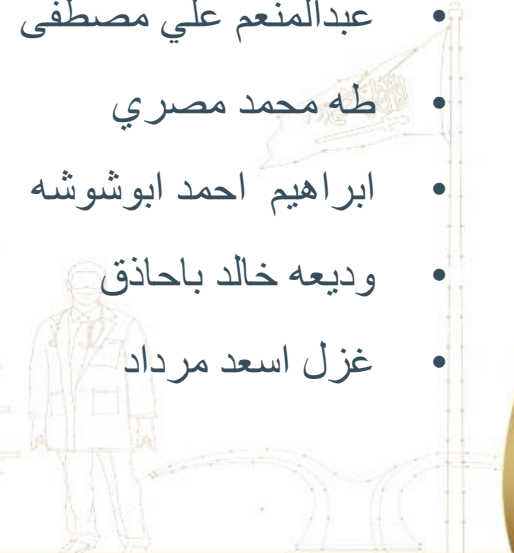 • عبدالمنعم علي مصطفى
• طه محمد مصري
• ابراهيم احمد ابوشوشه
• وديعه خالد باحاذق
• غزل اسعد مرداد